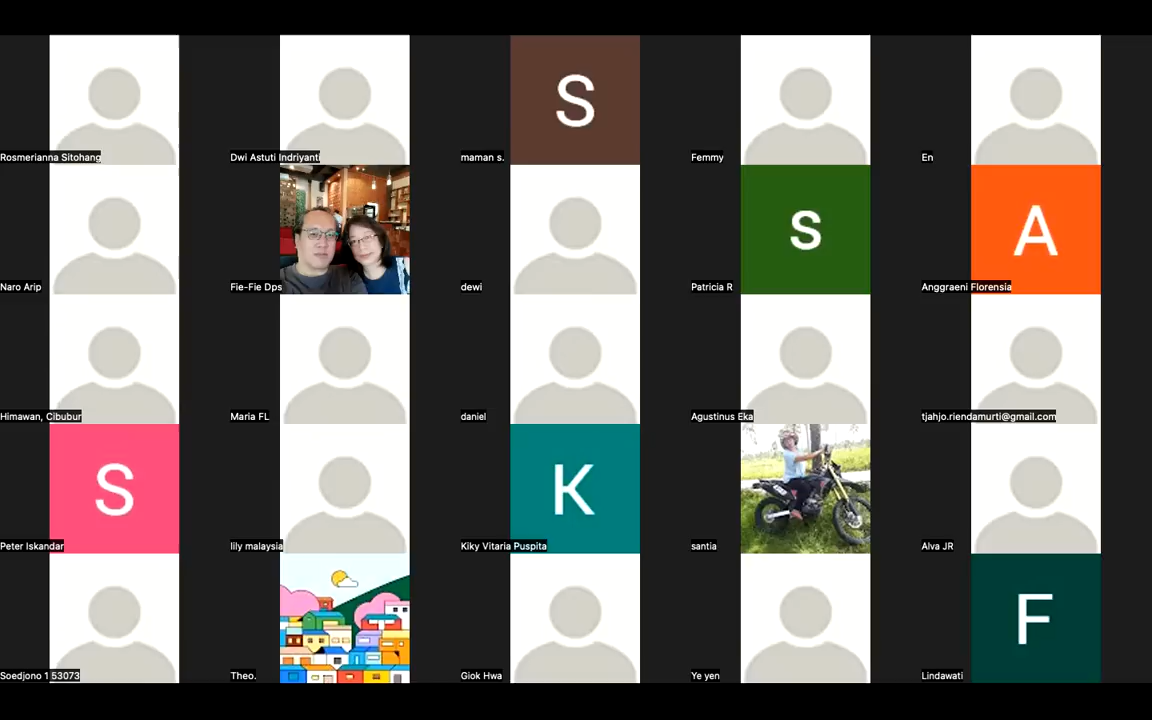 S
Rosmerianna Sitohang
Dwi Astuti Indriyanti
maman s.
Femmy
En
s
A
Naro Arip
Fie-Fie Dps
dewi
Patricia R
Anggraeni Florensia
Himawan, Cibubur
Maria FL
daniel
Agustinus Eka
tjahjo.riendamurti@gmail.com
S
K
Peter Iskandar
lily malaysia
Kiky Vitaria Puspita
santia
Alva JR
F
Soedjono 1 53073
Theo.
Giok Hwa
Ye yen
Lindawati